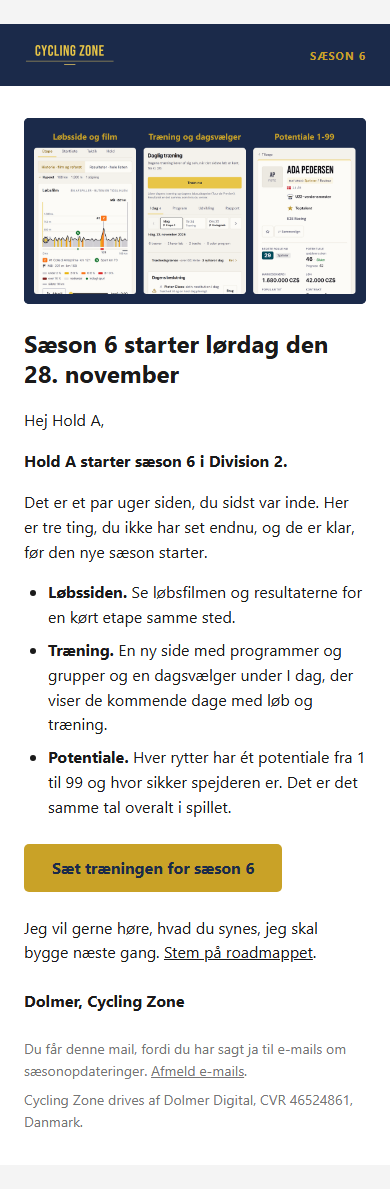 CYCLING ZONE
SÆSON 6
Løbsside og film
Træning og dagsvælger
Potentiale 1-99
Daglig træning
AP
ADA PEDERSEN
1.680.000 CZ$
42.000 CZ$
Sæson 6 starter lørdag den
28. november
Hej Hold A,
Hold A starter sæson 6 i Division 2.
Det er et par uger siden, du sidst var inde. Her
er tre ting, du ikke har set endnu, og de er klar,
før den nye sæson starter.
• Løbssiden. Se løbsfilmen og resultaterne for
en kørt etape samme sted.
• Træning. En ny side med programmer og
grupper og en dagsvælger under I dag, der
viser de kommende dage med løb og
træning.
• Potentiale. Hver rytter har ét potentiale fra 1
til 99 og hvor sikker spejderen er. Det er det
samme tal overalt i spillet.
Sæt træningen for sæson 6
Jeg vil gerne høre, hvad du synes, jeg skal
bygge næste gang. Stem på roadmappet.
Dolmer, Cycling Zone
Du får denne mail, fordi du har sagt ja til e-mails om
sæsonopdateringer. Afmeld e-mails.
Cycling Zone drives af Dolmer Digital, CVR 46524861,
Danmark.